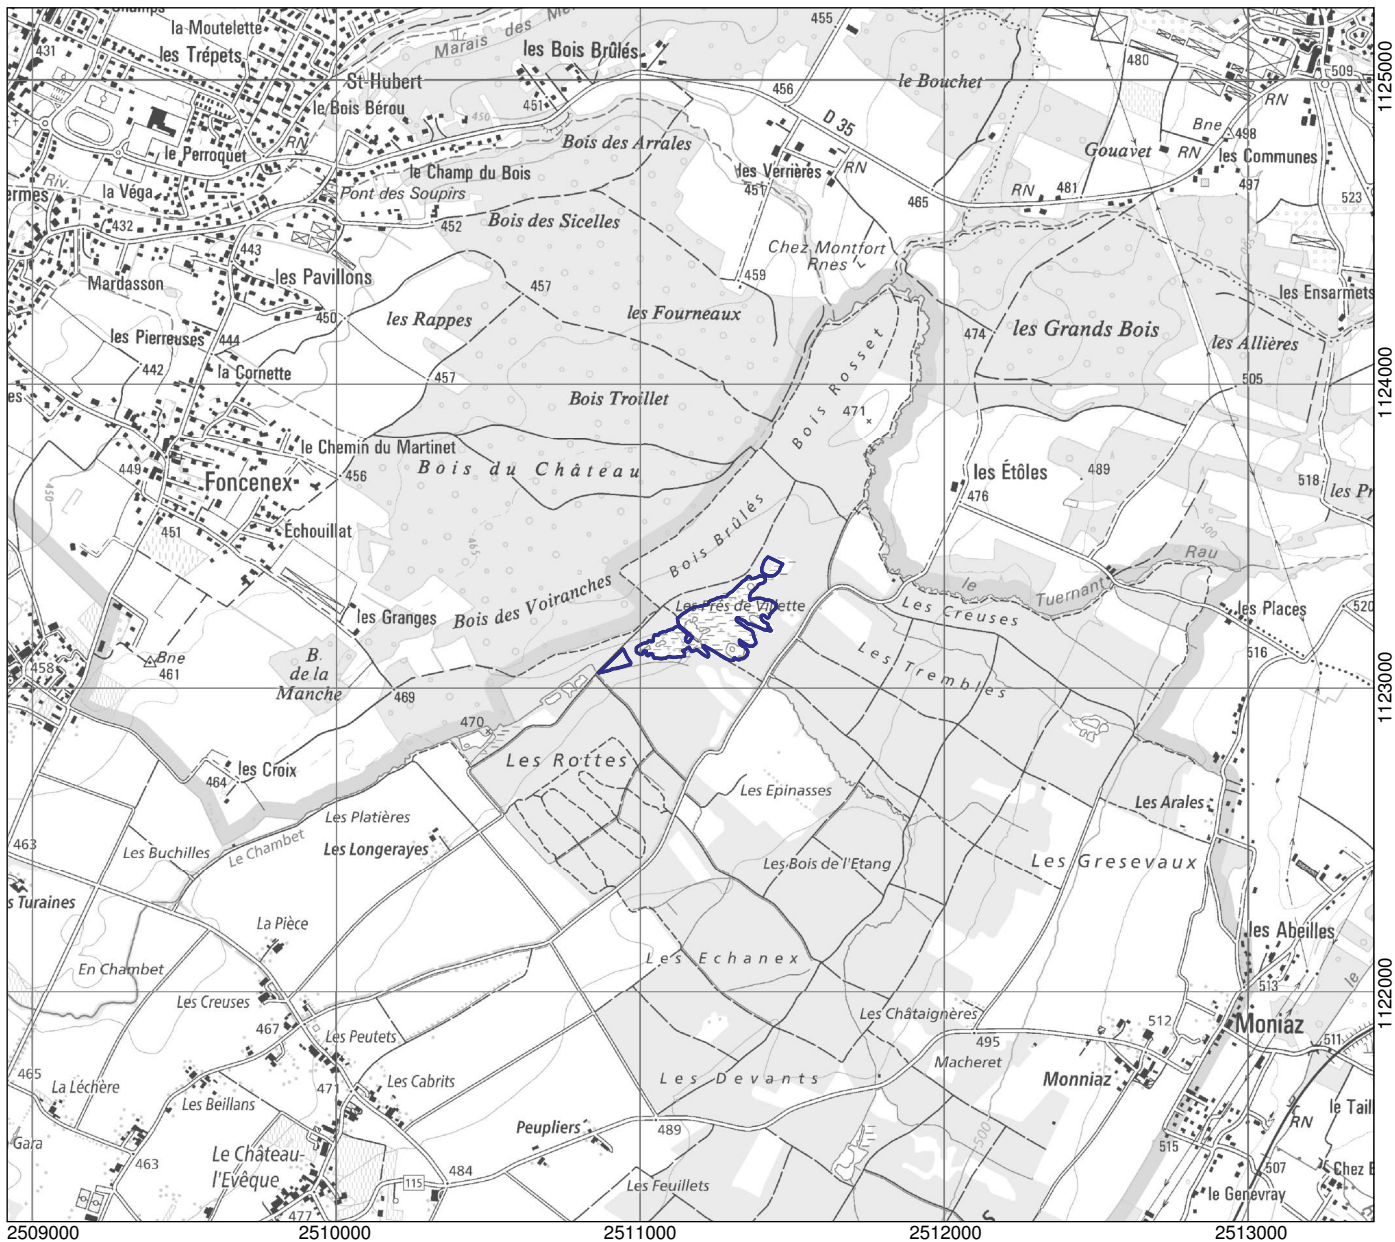 la Moutelette
431
les Trépets
Marais des
les Bois Brûlés
455
480
509
1125000
St-Hubert
le Bois Bérou
451
450
456
le Bouchet
RN
D 35
Bne
498
RN
les Communes
Gouavet
RN
le Perroquet
Bois des Arrales
le Champ du Bois
les Verrières
RN
457
497
Riv.
la Véga
Pont des Soupirs
465
RN
481
523
432
452
Bois des Sicelles
443
Chez Montfort
Rnes
Mardasson
les Pavillons
459
457
les Ensarmets
450
les Rappes
les Fourneaux
474
les Grands Bois
les Allières
les Pierreuses
444
442
la Cornette
457
505
1124000
Bois Troillet
Bois Rosset
471
le Chemin du Martinet
Bois du Château
449
456
Foncenex
les Étôles
489
518
476
450
451
Échouillat
465
Bois Brûlés
500
Rau
le
Tuernant
Bois des Voiranches
les Granges
Les Prés de Villette
Les Creuses
les Places
520
Bne
461
458
B.
de la
Manche
Les Trembles
516
469
1123000
470
Les Rottes
les Croix
464
Les Epinasses
Les Arales
Les Platières
Le Chambet
463
Les Buchilles
Les Longerayes
Les Bois de l'Etang
Les Gresevaux
s Turaines
La Pièce
les Abeilles
Les Echanex
En Chambet
le
Les Creuses
513
1122000
467
Les Châtaignères
512
Moniaz
Les Peutets
495
511
465
Macheret
La Léchère
471
Les Cabrits
Les Devants
Monniaz
Les Beillans
le Tail
Peupliers
489
RN
Gara
500
515
463
Le Château-
l'Evêque
484
507
Chez B
115
Les Feuillets
le Genevray
477
2509000
2510000
2511000
2512000
2513000